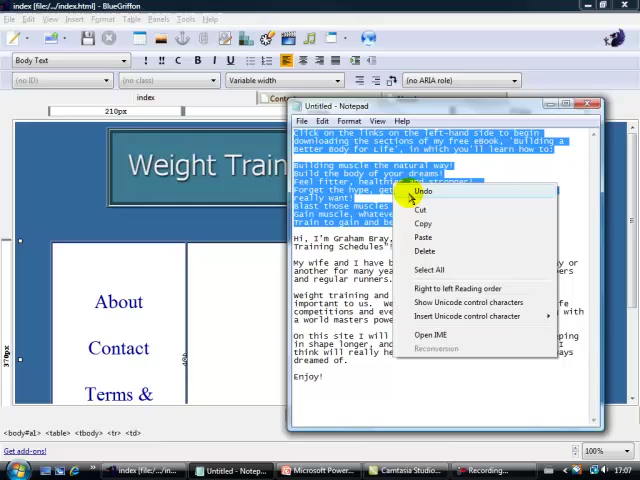 index [file:/.../index.html] - BlueGriffon
File Edit View Insert Format Table Panels Tools Help
Body Text
(no ID)
(no class)
Variable width
(no ARIA role)
index
210px
Weight Train
About
Contact
Terms &
Untitled - Notepad
File Edit Format View Help
Click on the links on the left-hand side to begin
downloading the sections of my free eBook, `Building a
Better Body for Life`, in which you'll learn how to:
Building muscle the natural way!
Build the body of your dreams!
Feel fitter, healthier and stronger!
Forget the hype, get
really want!
Blast those muscles
Gain muscle, whateve
Train to gain and be
Hi, I'm Graham Bray,
Training Schedules"!
My wife and I have b
another for many yea
and regular runners.
Weight training and
important to us. We
competitions and eve
with a world masters powe
On this site I will
in shape longer, and
think will really he
dreamed of.
Enjoy!
Undo
Cut
Copy
Paste
Delete
Select All
Right to left Reading order
Show Unicode control characters
Insert Unicode control character
Open IME
Reconversion
<body#a1> <table> <tbody> <tr> <td>
Get add-ons!
100%
index [file:/.../in...
Untitled - Notep...
Microsoft Power...
Camtasia Studio...
Recording...
17:07